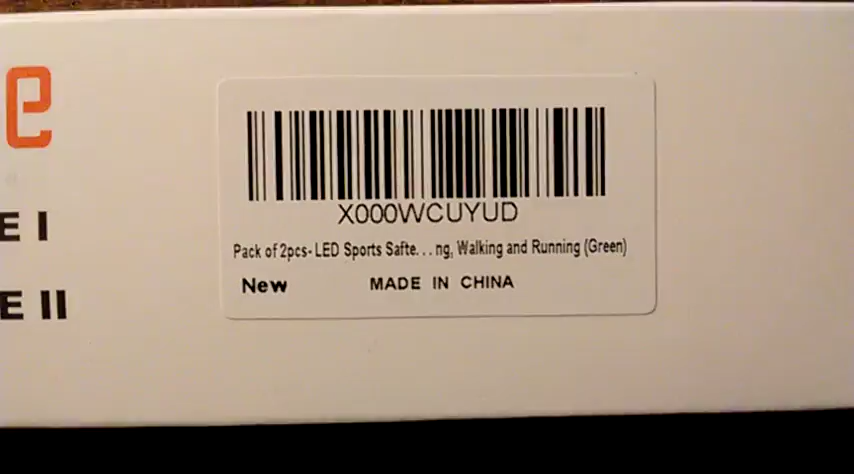 e
E I
E II
X000WCUYUD
Pack of 2pcs- LED Sports Safte...ng, Walking and Running (Green)
New MADE IN CHINA